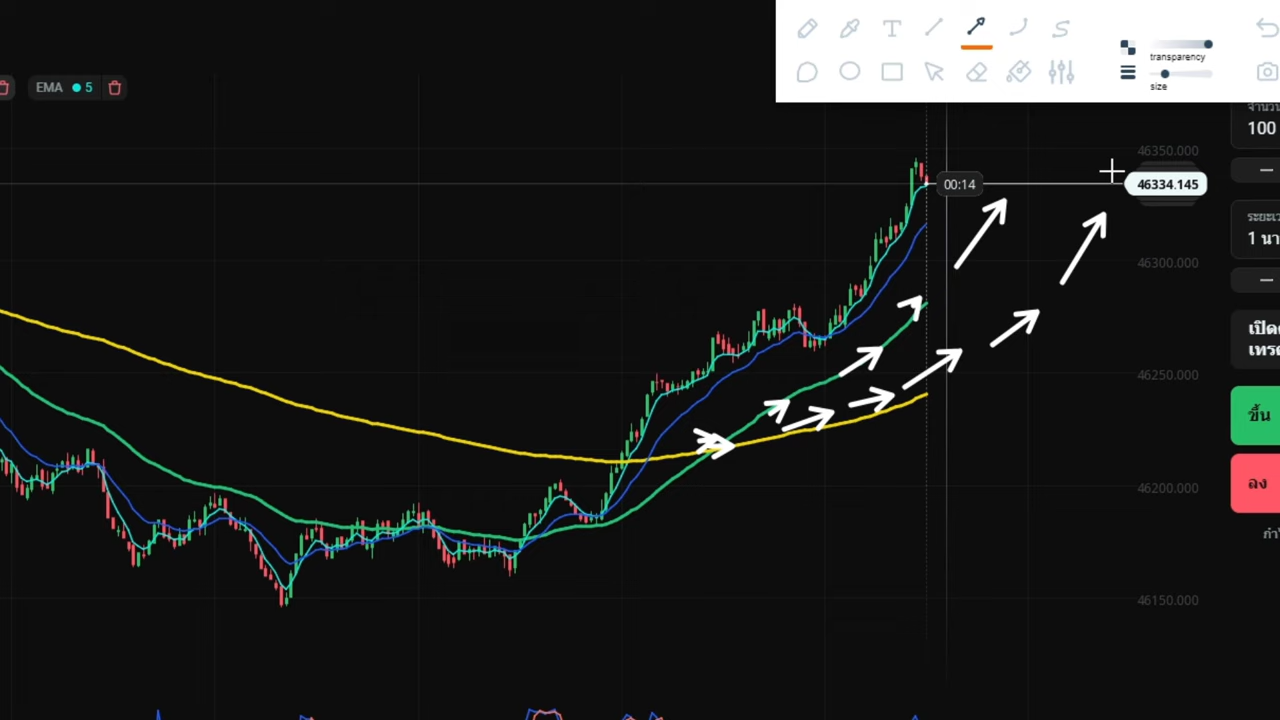 T
transparency
size
EMA 5
100
46350.000
00:14
46334.145
1 นา
46300.000
46250.000
46200.000
46150.000
เปิด
เทรด
ขึ้น
ลง